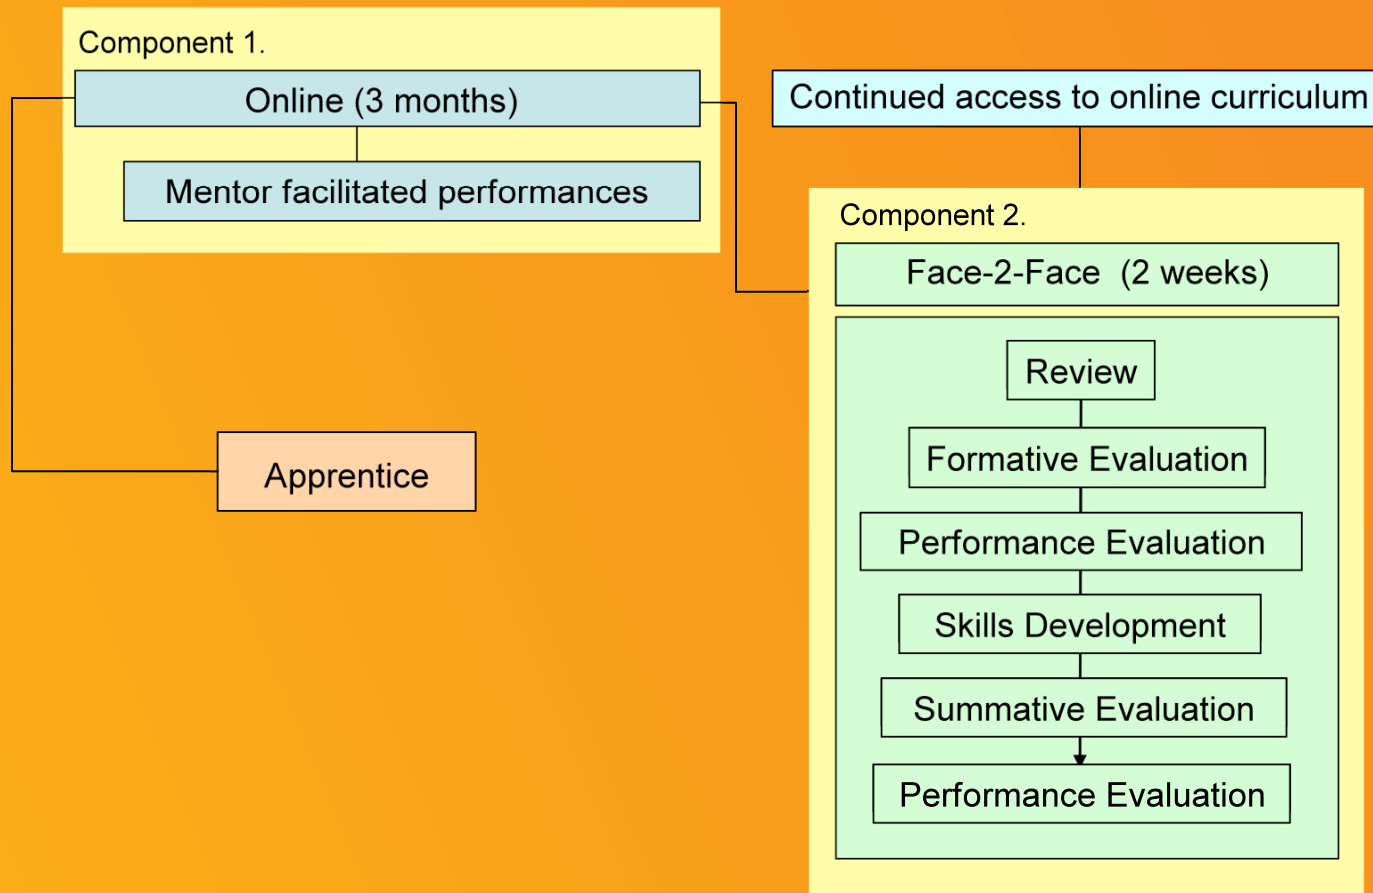 Component 1.
Online (3 months)
Mentor facilitated performances
Apprentice
Continued access to online curriculum
Component 2.
Face-2-Face  (2 weeks)
Review
Formative Evaluation
Performance Evaluation
Skills Development
Summative Evaluation
Performance Evaluation